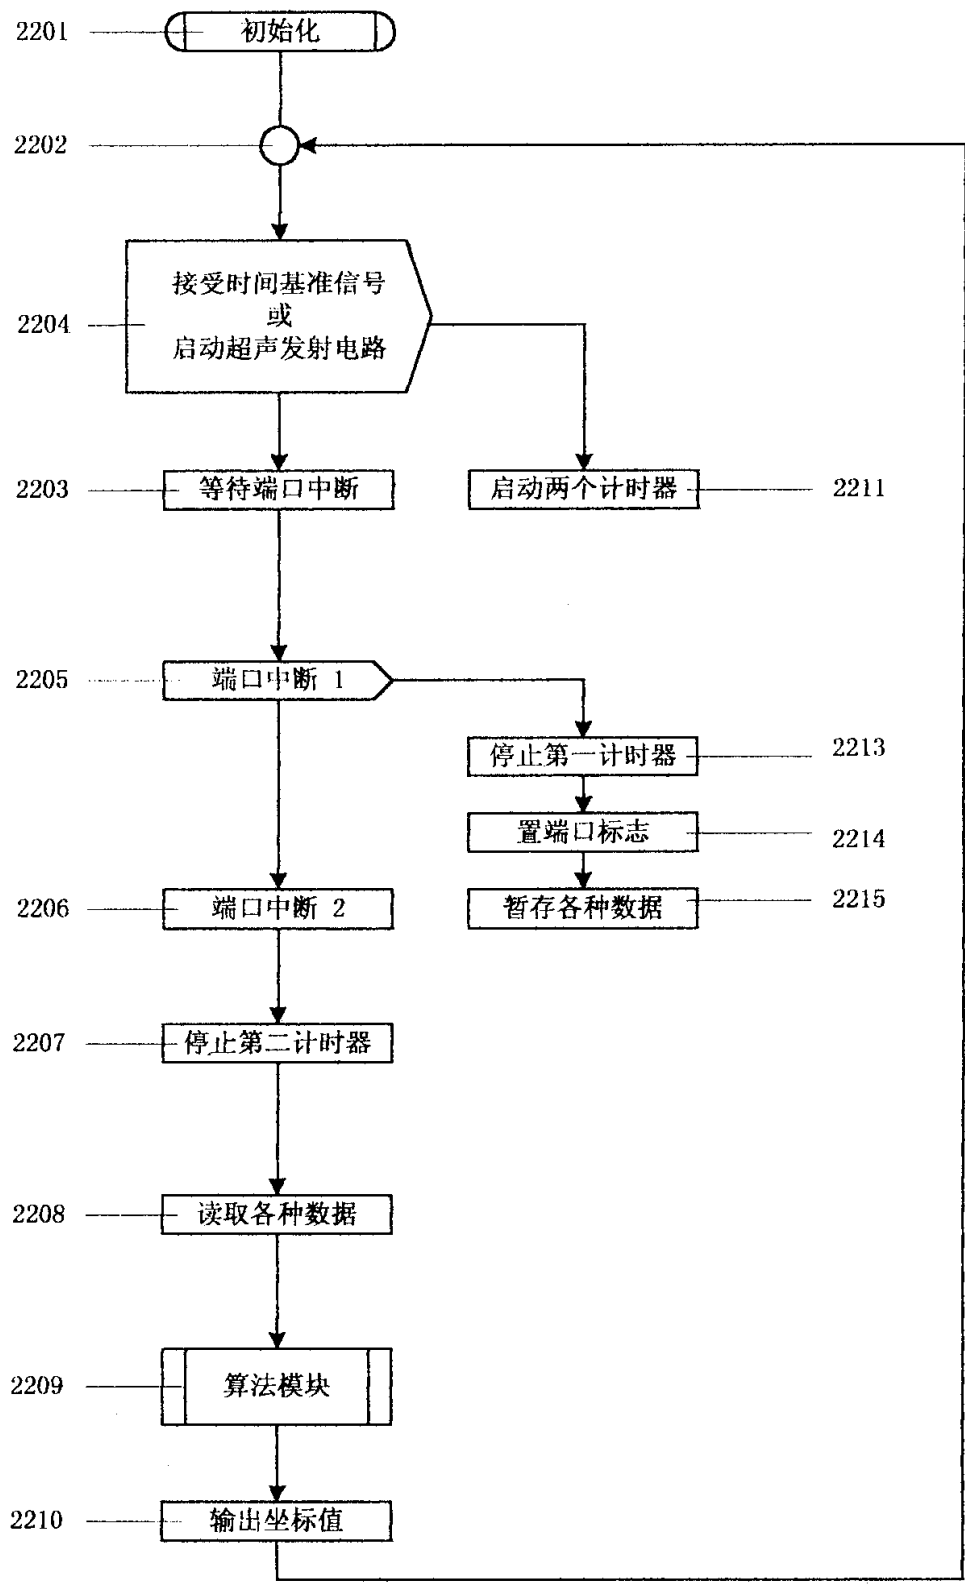 2201 初始化
2202
接受时间基准信号
或
2204
启动超声发射电路
2203 等待端口中断 启动两个计时器 2211
2205 端口中断 1
停止第一计时器 2213
置端口标志 2214
2206 端口中断 2 暂存各种数据 2215
2207 停止第二计时器
2208 读取各种数据
2209 算法模块
2210 输出坐标值